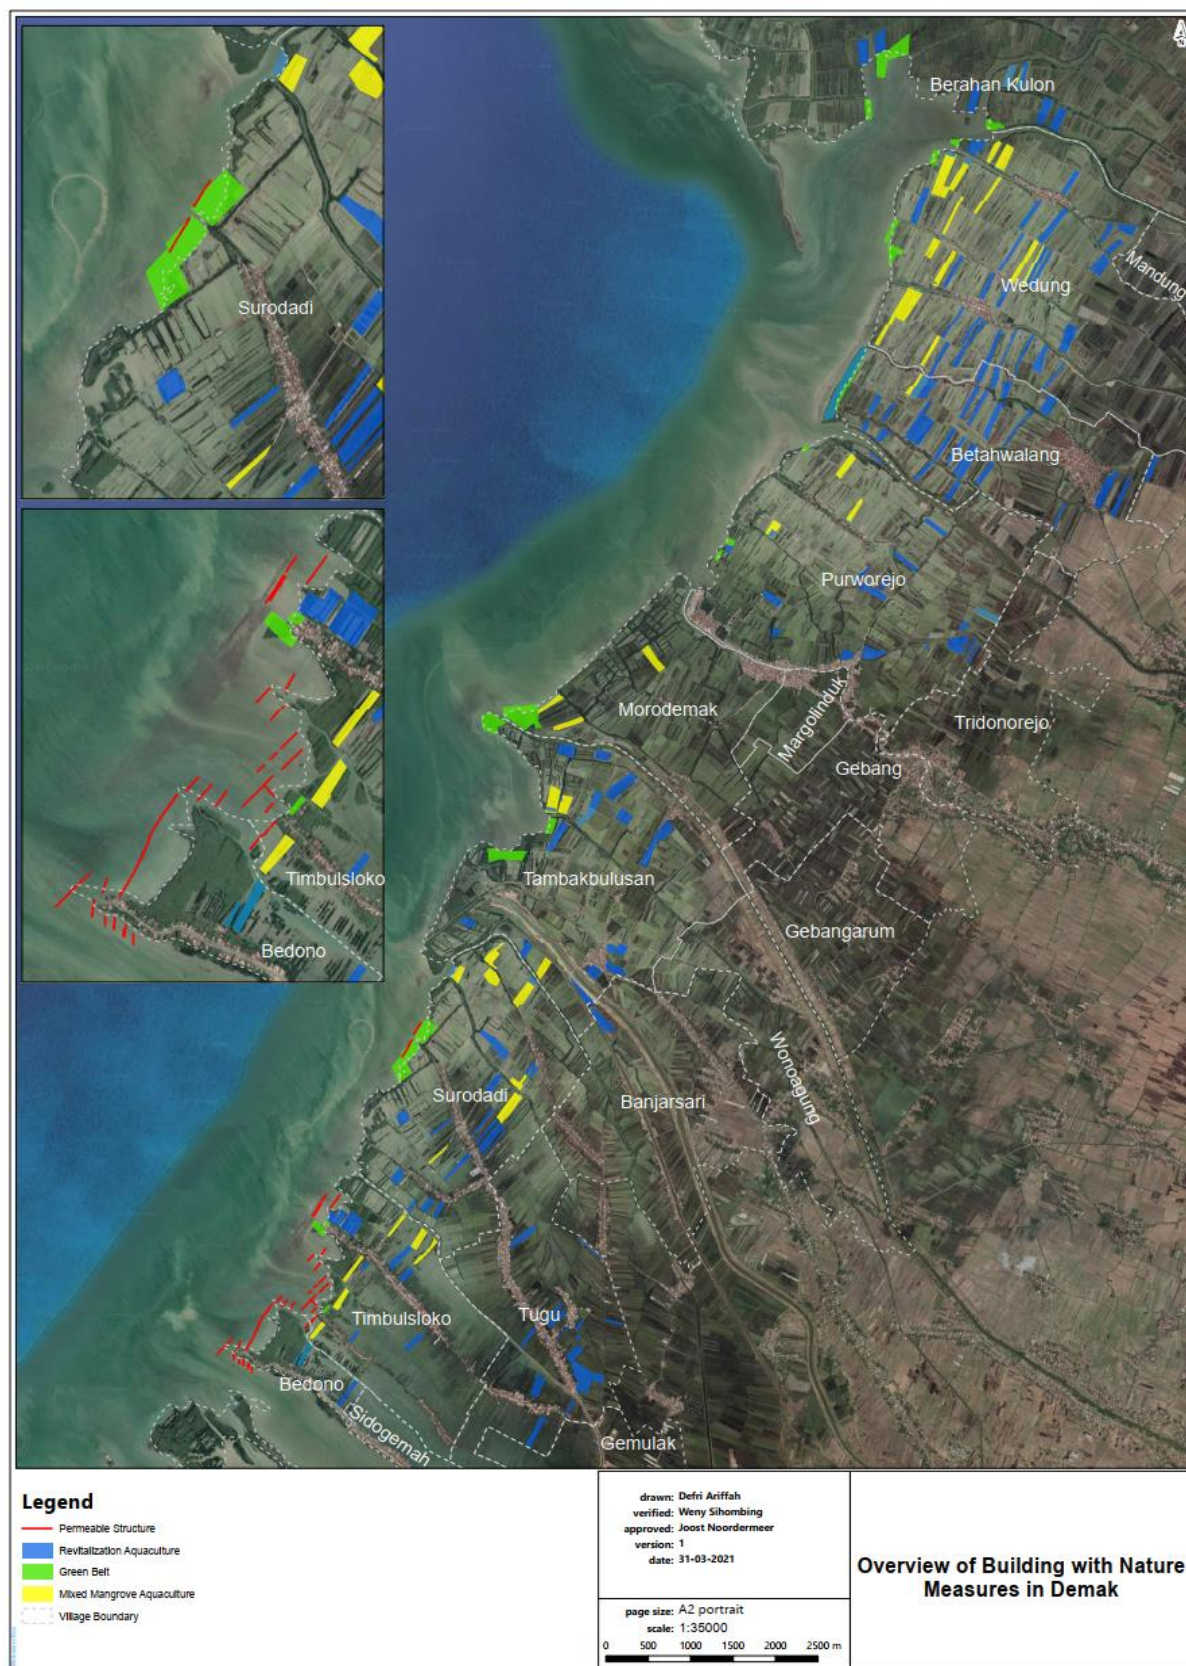 Surodadi
Timbulsloko
Bedono
Berahan Kulon
Mandung
Wedung
Betahwalang
Purworejo
Morodemak
Margolinduk
Tridonorejo
Gebang
Tambakbulusan
Gebangarum
Wonoagung
Surodadi
Banjarsari
Timbulsloko
Tugu
Bedono
Sidogemah
Gemulak
Legend
Permeable Structure
Revitalization Aquaculture
Green Belt
Mixed Mangrove Aquaculture
Village Boundary
drawn: Defri Ariffah
verified: Weny Sihombing
approved: Joost Noordermeer
version: 1
date: 31-03-2021
page size: A2 portrait
scale: 1:35000
0 500 1000 1500 2000 2500 m
Overview of Building with Nature
Measures in Demak